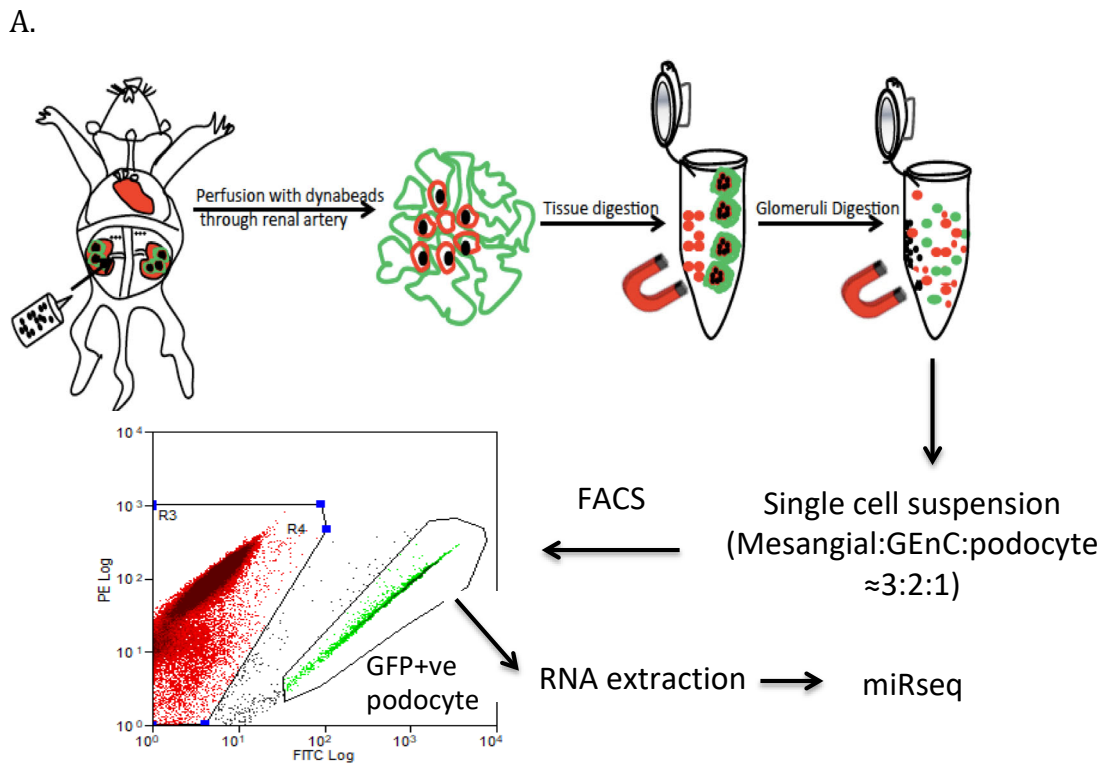 A.
Perfusion with dynabeads
through renal artery
Tissue digestion
Glomeruli Digestion
Single cell suspension
(Mesangial:GEnC:podocyte
≈3:2:1)
FACS
10⁴
10³
10²
10¹
10⁰
PE Log
R3
R4
GFP+ve
podocyte
10⁰ 10¹ 10² 10³ 10⁴
FITC Log
RNA extraction
miRseq